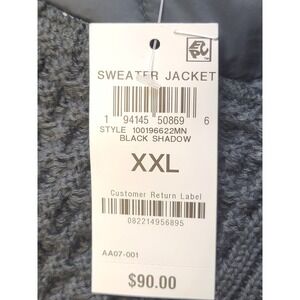 SWEATER JACKET
1 94145 50869 6
STYLE 100196622MN
BLACK SHADOW
XXL
Customer Return Label
082214956895
AA07-001
$90.00